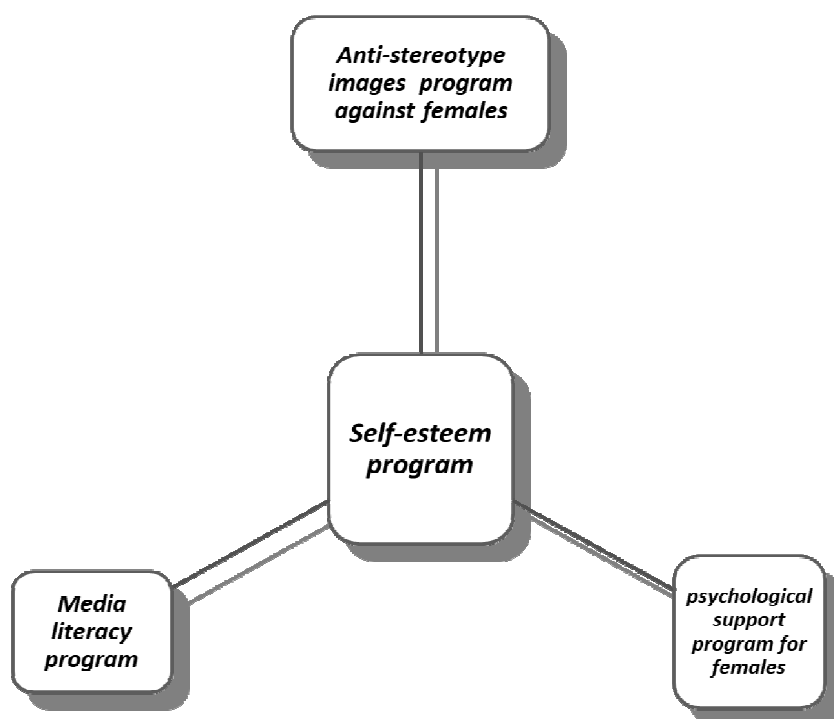 Anti-stereotype
images program
against females
Self-esteem
program
Media
literacy
program
psychological
support
program for
females